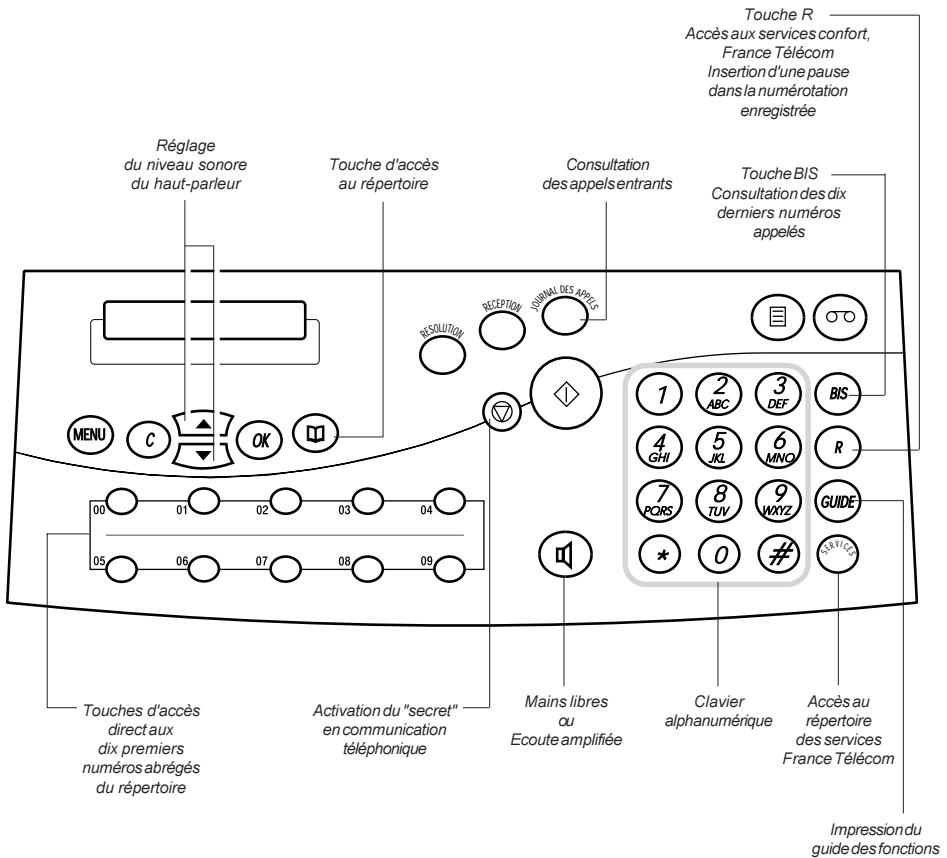 Touche R
Accès aux services confort,
France Télécom
Insertion d'une pause
dans la numérotation
enregistrée
Réglage
du niveau sonore
du haut-parleur
Touche d'accès
au répertoire
Consultation
des appels entrants
Touche BIS
Consultation des dix
derniers numéros
appelés
RESOLUTION
RECEPTION
JOURNAL DES APPELS
MENU
C
OK
1
2
ABC
3
DEF
BIS
4
GHI
5
JKL
6
MNO
R
7
PQRS
8
TUV
9
WXYZ
GUIDE
*
0
#
SERVICES
00
01
02
03
04
05
06
07
08
09
Touches d'accès
direct aux
dix premiers
numéros abrégés
du répertoire
Activation du "secret"
en communication
téléphonique
Mains libres
ou
Ecoute amplifiée
Clavier
alphanumérique
Accès au
répertoire
des services
France Télécom
Impression du
guide des fonctions